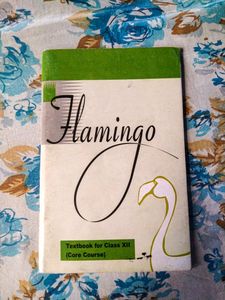 Flamingo
Textbook for Class XII
(Core Course)